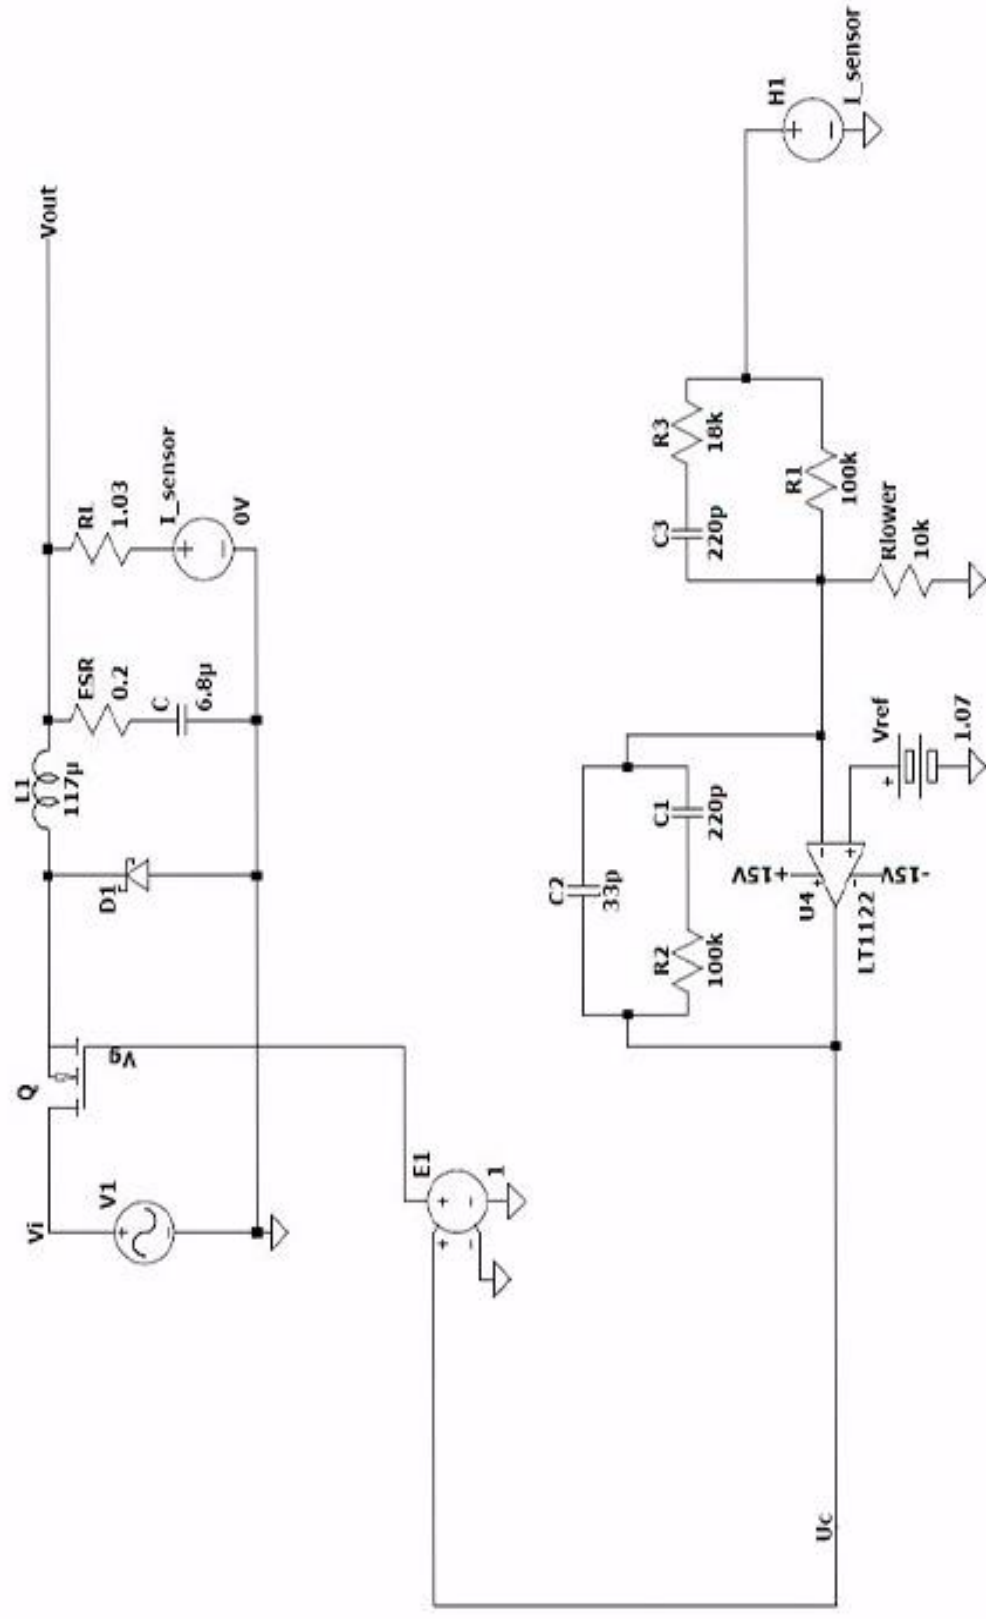 Vi
V1
Q
Vg
D1
L1
117µ
ESR
0.2
C
6.8µ
Rl
1.03
I_sensor
0V
Vout
E1
1
Uc
C2
33p
R2
100k
C1
220p
U4
LT1122
+15V
-15V
Vref
1.07
C3
220p
R3
18k
R1
100k
Rlower
10k
H1
I_sensor